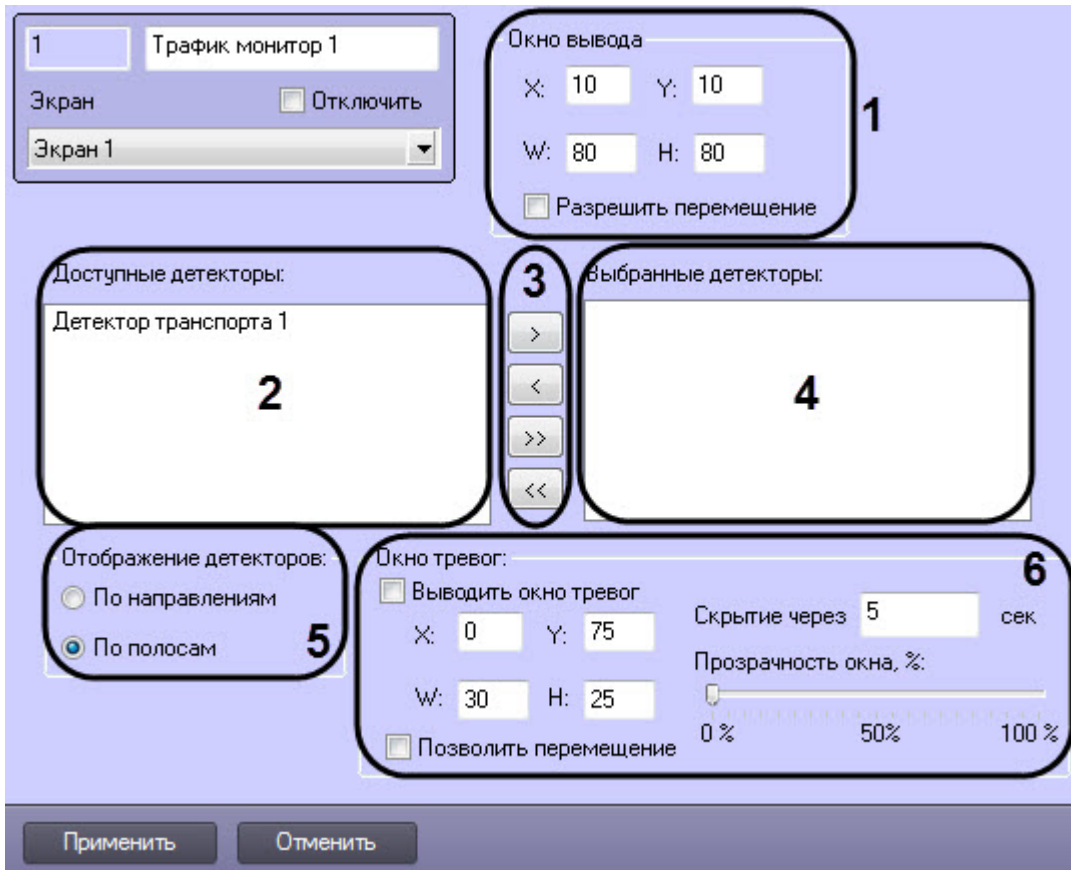 1
Трафик монитор 1
Экран
Отключить
Экран 1
Окно вывода
X: 10 Y: 10
W: 80 H: 80
Разрешить перемещение
1
Доступные детекторы:
Детектор транспорта 1
2
3
>
<
>>
<<
Выбранные детекторы:
4
Отображение детекторов:
По направлениям
По полосам
5
Окно тревог:
6
Выводить окно тревог
X: 0 Y: 75
W: 30 H: 25
Позволить перемещение
Скрытие через 5 сек
Прозрачность окна, %:
0 % 50% 100 %
Применить
Отменить